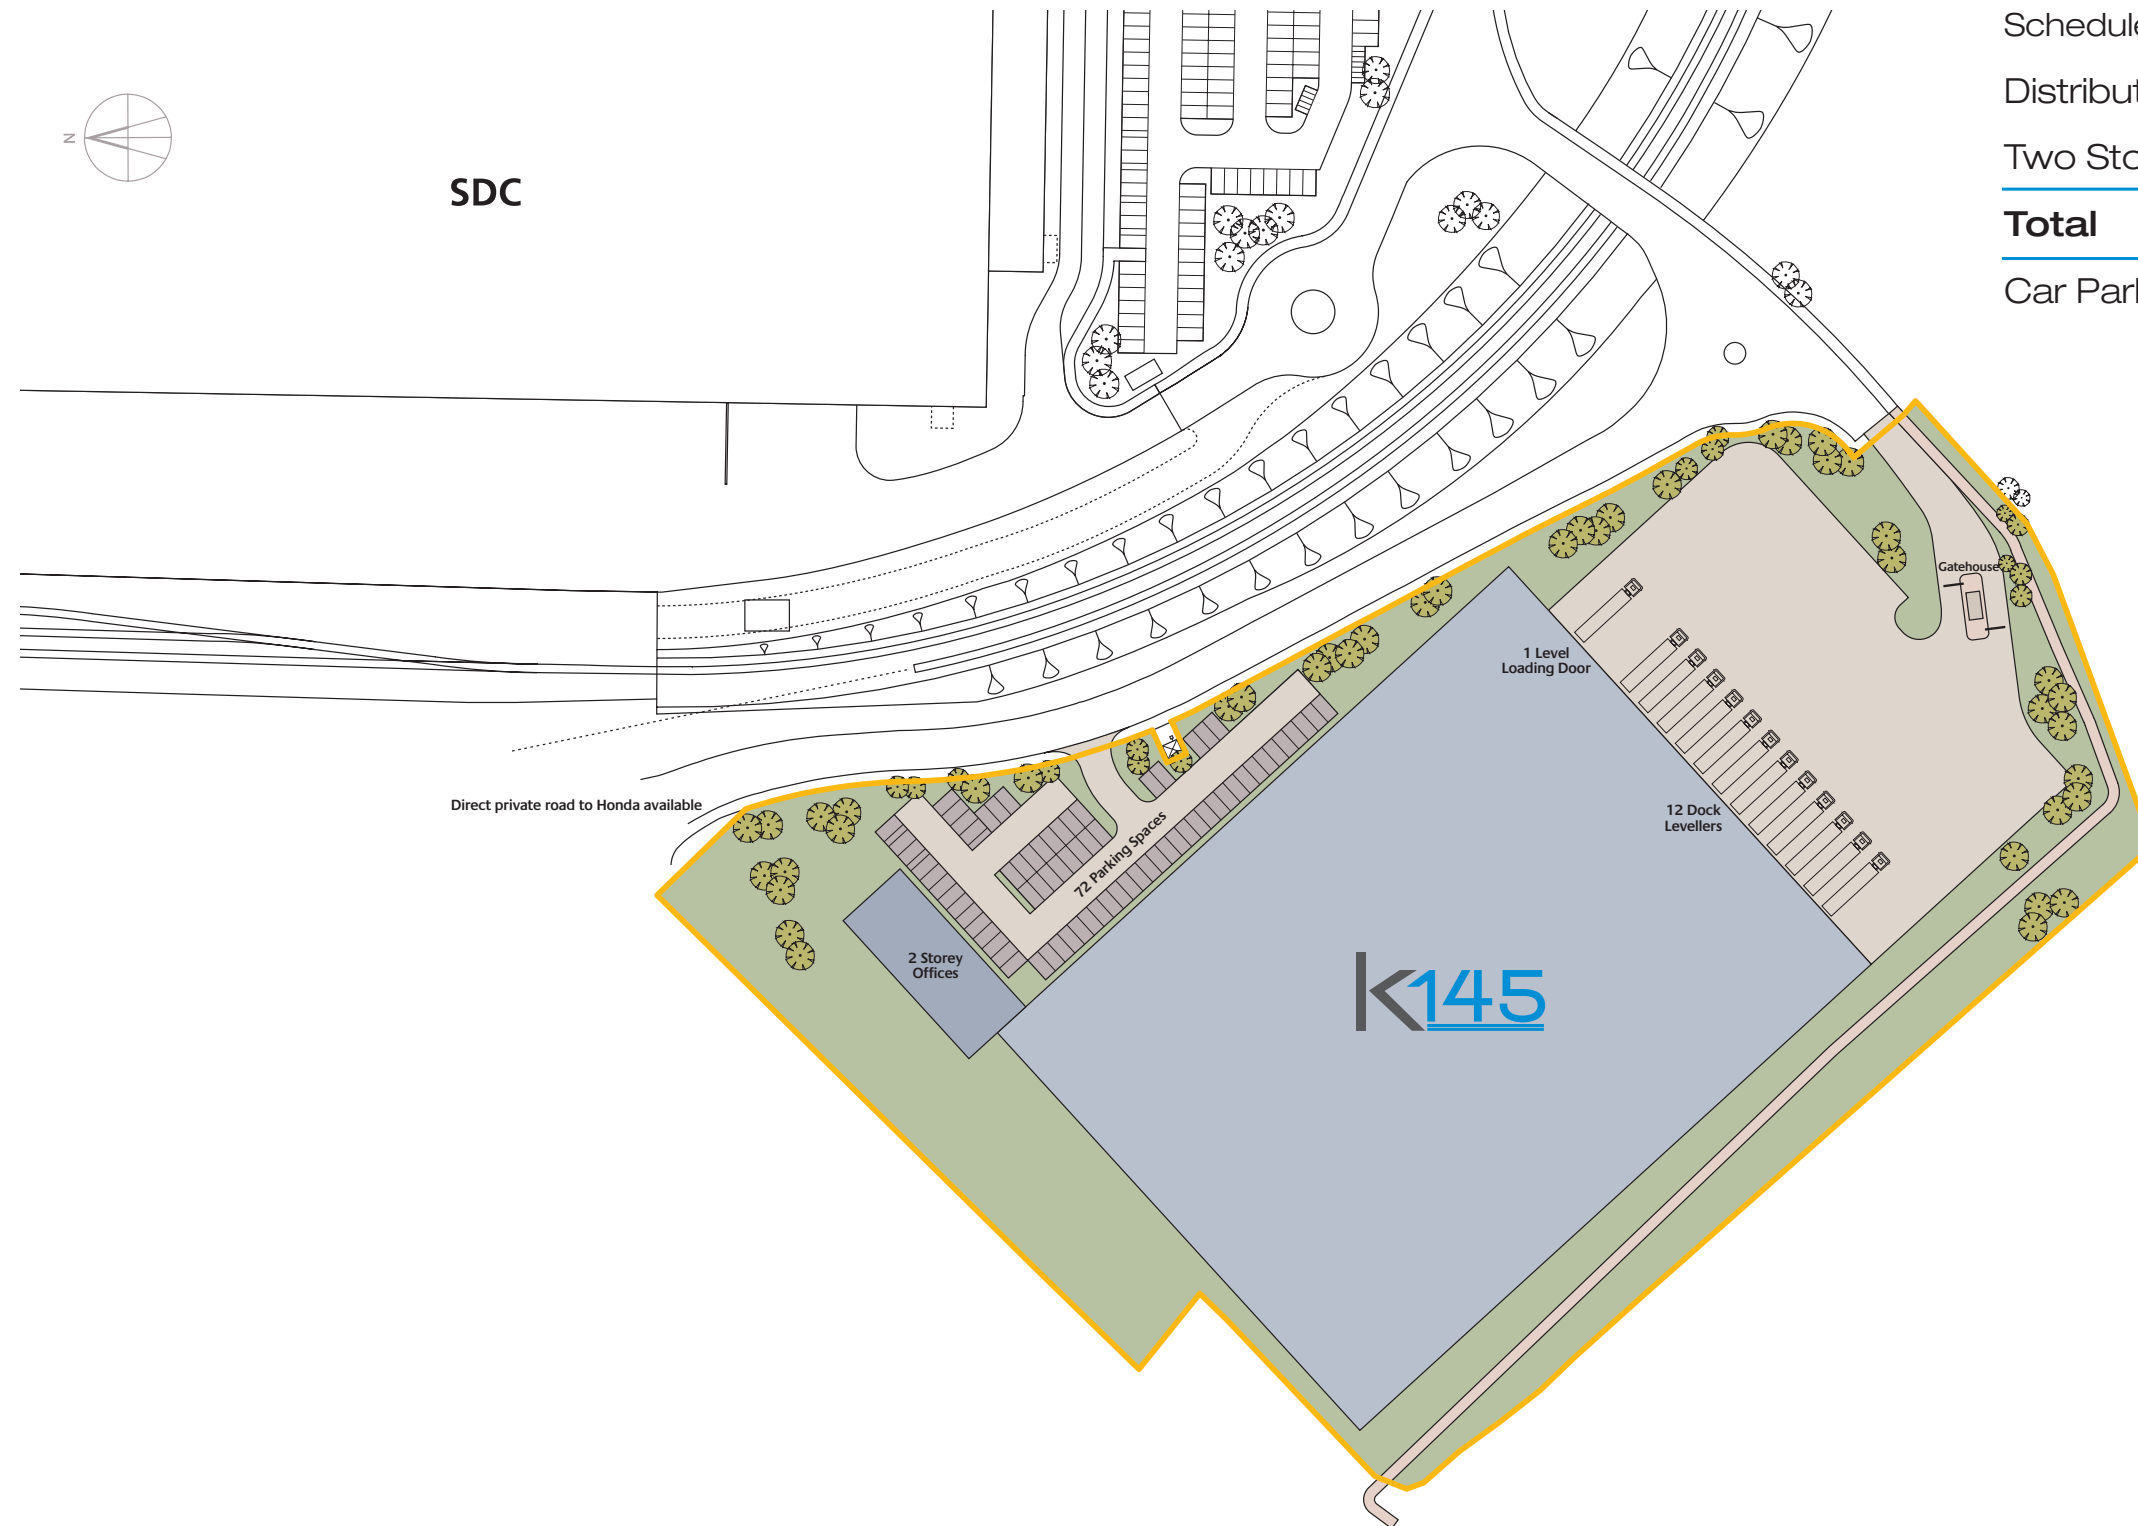 Schedule
Distribut
Two Sto
Total
Car Park
N
SDC
Gatehouse
1 Level
Loading Door
12 Dock
Levellers
Direct private road to Honda available
72 Parking Spaces
2 Storey
Offices
K145